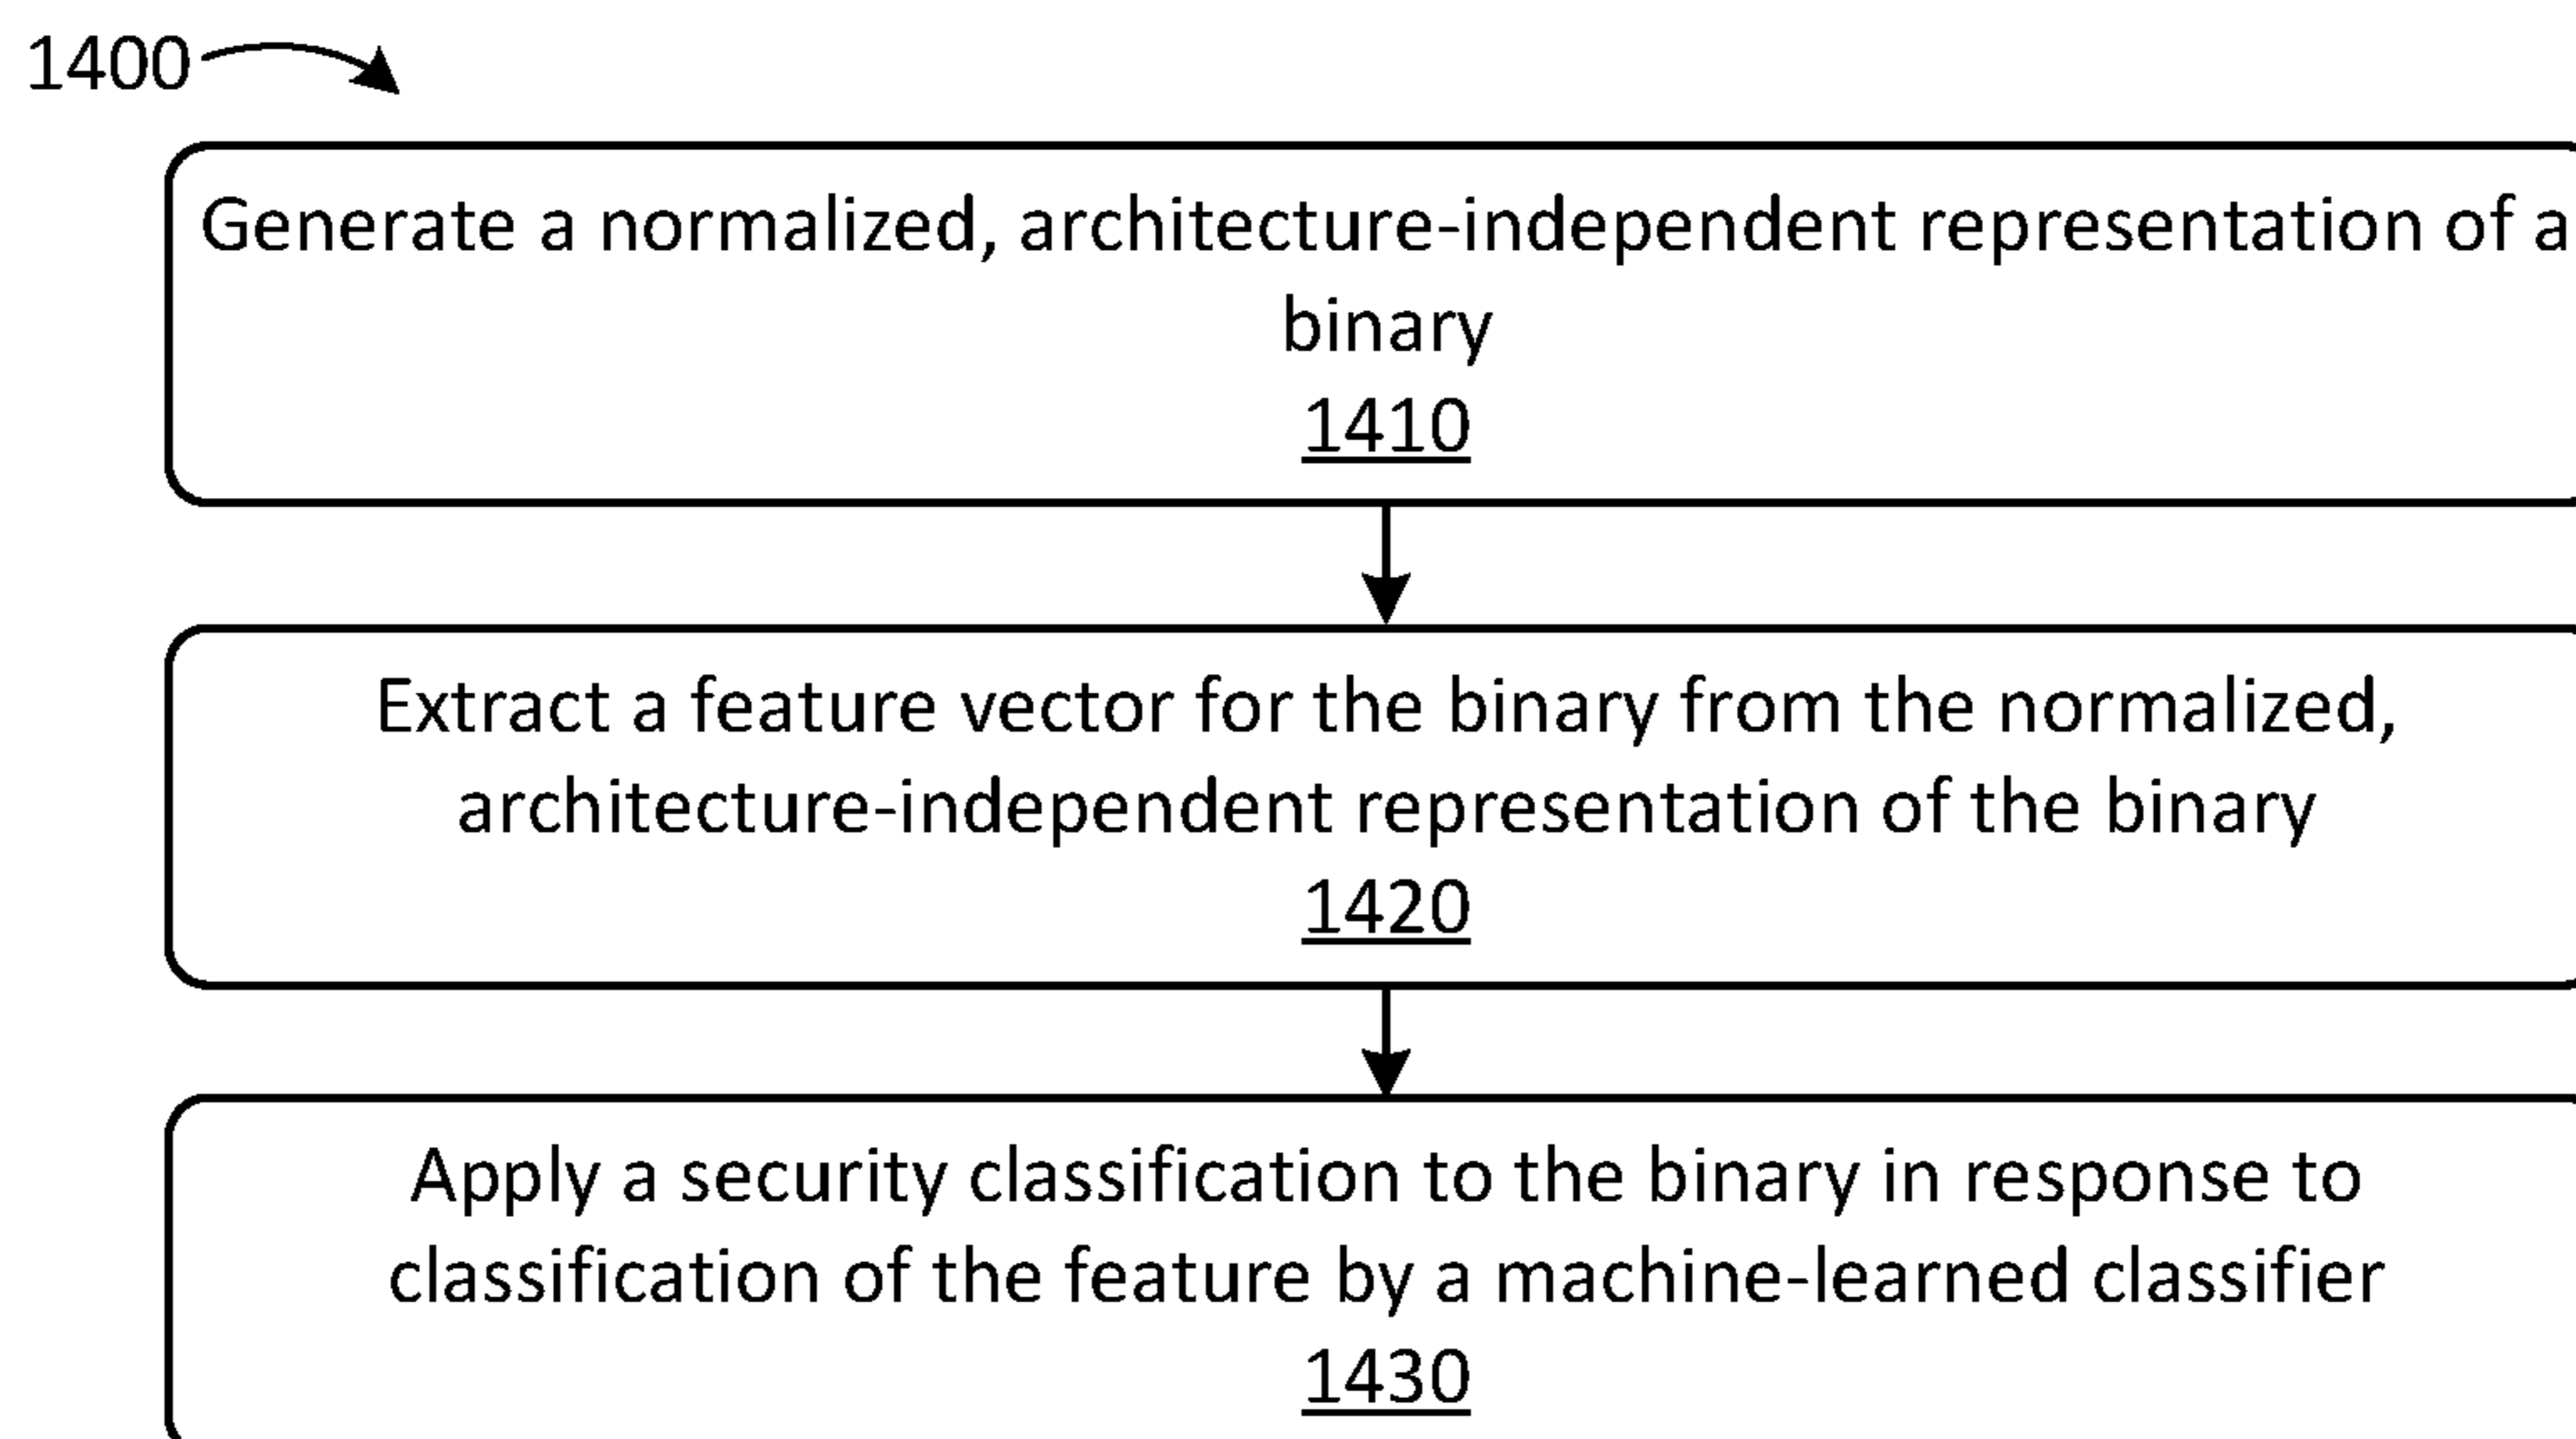 1400
Generate a normalized, architecture-independent representation of a
binary
1410
Extract a feature vector for the binary from the normalized,
architecture-independent representation of the binary
1420
Apply a security classification to the binary in response to
classification of the feature by a machine-learned classifier
1430